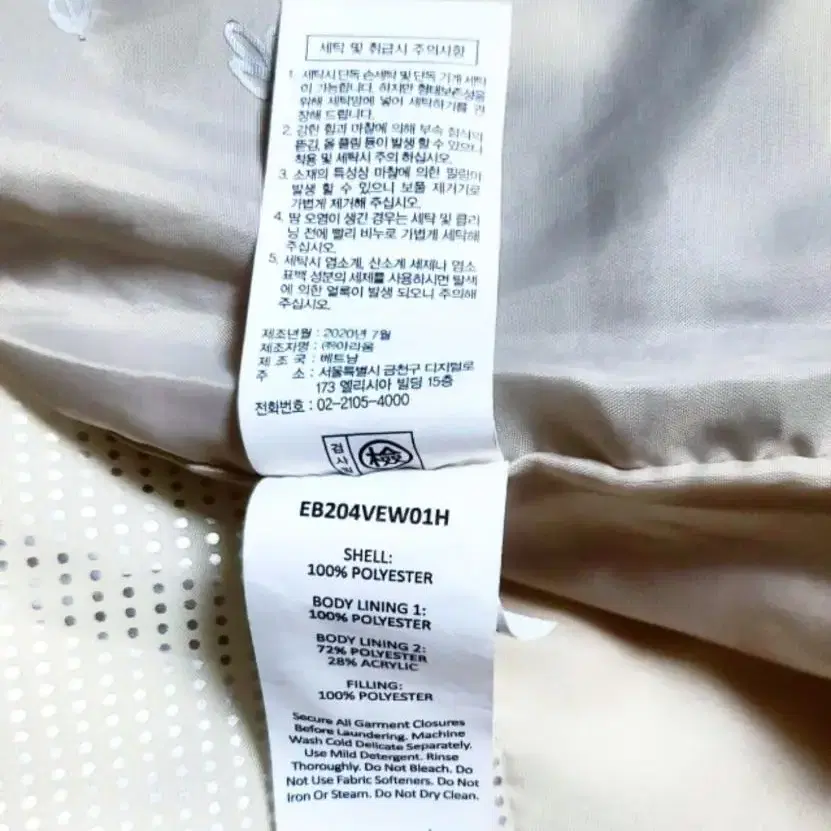 세탁 및 취급시 주의사항
1. 세탁시 단독 손세탁 및 단독 기계 세탁
이 가능합니다. 하지만 형태보존성을
위해 세탁망에 넣어 세탁하기를 권
장해 드립니다.
2. 강한 힘과 마찰에 의해 부속 장식의
뜯김, 올 풀림 등이 발생 할 수 있으니
착용 및 세탁시 주의 하십시오.
3. 소재의 특성상 마찰에 의한 필링이
발생 할 수 있으니 보풀 제거기로
가볍게 제거해 주십시오.
4. 땀 오염이 생긴 경우는 세탁 및 클리
닝 전에 빨리 비누로 가볍게 세탁해
주십시오.
5. 세탁시 염소계, 산소계 세제나 염소
표백 성분의 세제를 사용하시면 탈색
에 의한 얼룩이 발생 되오니 주의해
주십시오.
제조년월 : 2020년 7월
제조자명 : ㈜아리움
제 조 국 : 베트남
주 소 : 서울특별시 금천구 디지털로
173 엘리시아 빌딩 15층
전화번호 : 02-2105-4000
검사 檢
EB204VEW01H
SHELL:
100% POLYESTER
BODY LINING 1:
100% POLYESTER
BODY LINING 2:
72% POLYESTER
28% ACRYLIC
FILLING:
100% POLYESTER
Secure All Garment Closures
Before Laundering. Machine
Wash Cold Delicate Separately.
Use Mild Detergent. Rinse
Thoroughly. Do Not Bleach. Do
Not Use Fabric Softeners. Do Not
Iron Or Steam. Do Not Dry Clean.